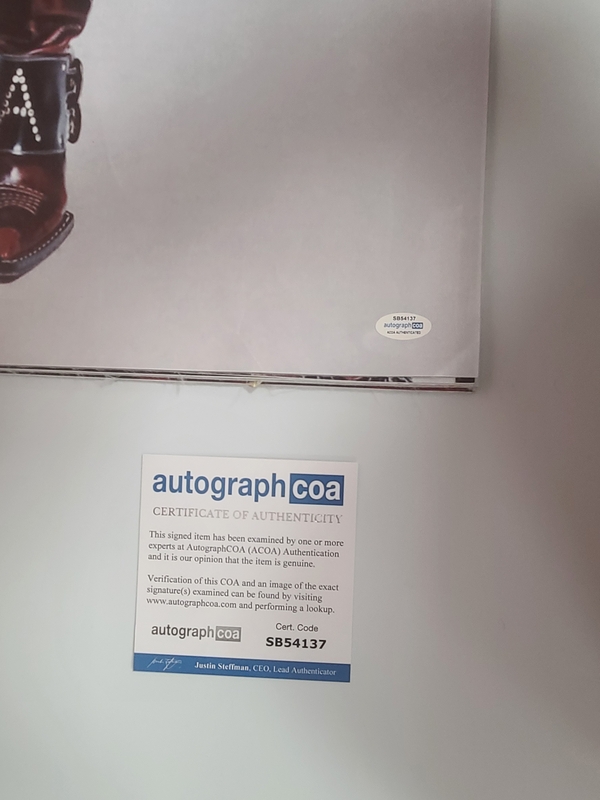 A
SB54137
autograph coa
ACOA AUTHENTICATED
autograph coa
CERTIFICATE OF AUTHENTICITY
This signed item has been examined by one or more
experts at AutographCOA (ACOA) Authentication
and it is our opinion that the item is genuine.
Verification of this COA and an image of the exact
signature(s) examined can be found by visiting
www.autographcoa.com and performing a lookup.
autograph coa
Cert. Code
SB54137
Justin Steffman, CEO, Lead Authenticator